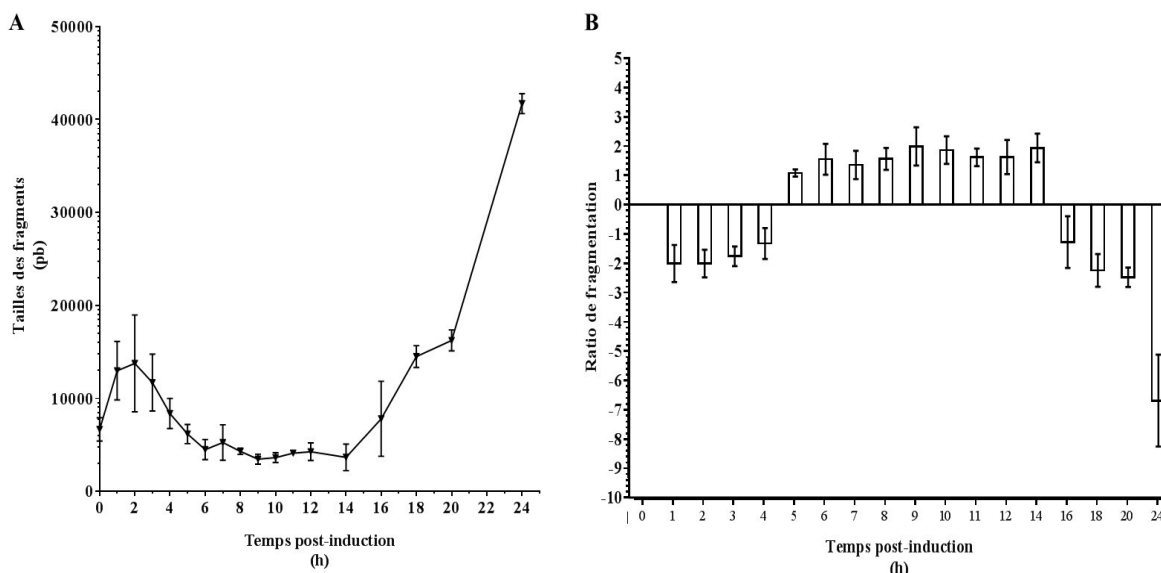 A
50000
40000
30000
20000
10000
0
Tailles des fragments
(pb)
0 2 4 6 8 10 12 14 16 18 20 22 24
Temps post-induction
(h)
B
5
4
3
2
1
0
-1
-2
-3
-4
-5
-6
-7
-8
-9
-10
Ratio de fragmentation
0 1 2 3 4 5 6 7 8 9 10 11 12 14 16 18 20 24
Temps post-induction
(h)